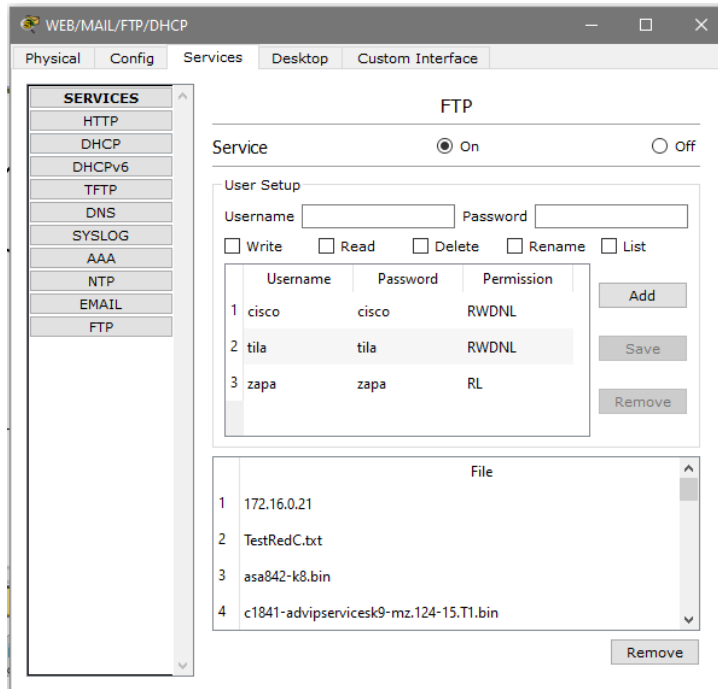 WEB/MAIL/FTP/DHCP
Physical Config Services Desktop Custom Interface
SERVICES
HTTP
DHCP
DHCPv6
TFTP
DNS
SYSLOG
AAA
NTP
EMAIL
FTP
FTP
Service On Off
User Setup
Username Password
Write Read Delete Rename List
Username Password Permission
1 cisco cisco RWDNL
2 tila tila RWDNL
3 zapa zapa RL
Add
Save
Remove
File
1 172.16.0.21
2 TestRedC.txt
3 asa842-k8.bin
4 c1841-advipservicesk9-mz.124-15.T1.bin
Remove